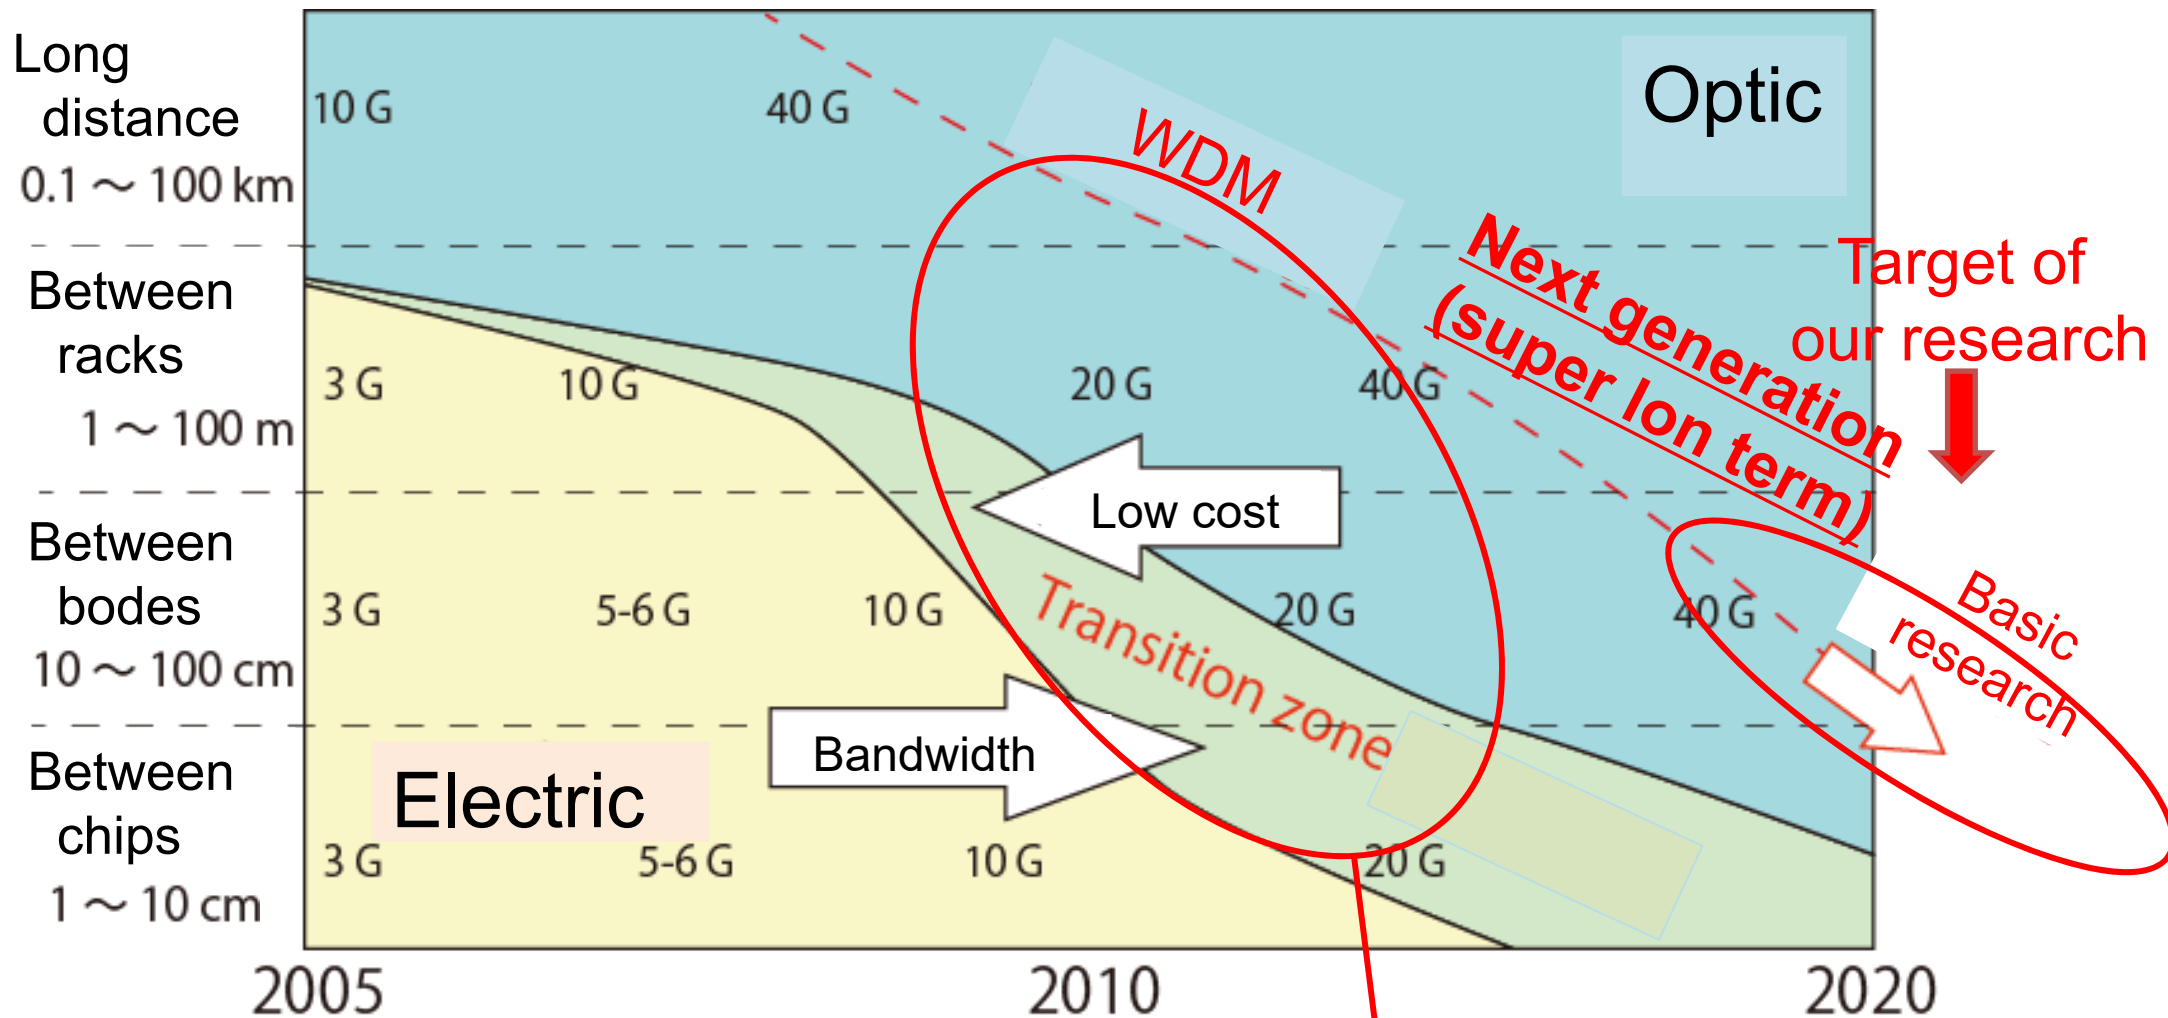 Long
distance
0.1 ～ 100 km
10 G
40 G
WDM
Optic
Between
racks
1 ～ 100 m
3 G
10 G
20 G
40 G
Next generation
(super lon term)
Target of
our research
Low cost
Between
bodes
10 ～ 100 cm
3 G
5-6 G
10 G
Transition zone
20 G
40 G
Basic
research
Between
chips
1 ～ 10 cm
Electric
Bandwidth
3 G
5-6 G
10 G
20 G
2005
2010
2020